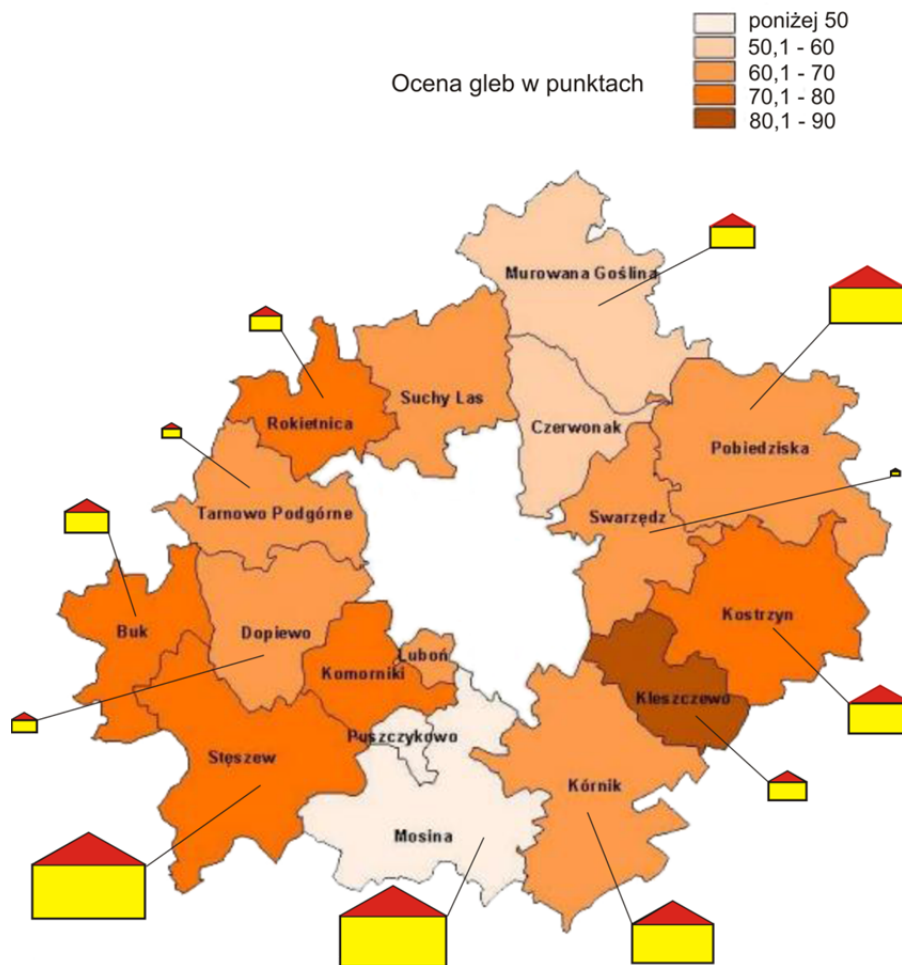 Ocena gleb w punktach
poniżej 50
50,1 - 60
60,1 - 70
70,1 - 80
80,1 - 90
Murowana Goślina
Suchy Las
Rokietnica
Czerwonak
Pobiedziska
Tarnowo Podgórne
Swarzędz
Kostrzyn
Buk
Dopiewo
Luboń
Komorniki
Kleszczewo
Puszczykowo
Stęszew
Kórnik
Mosina